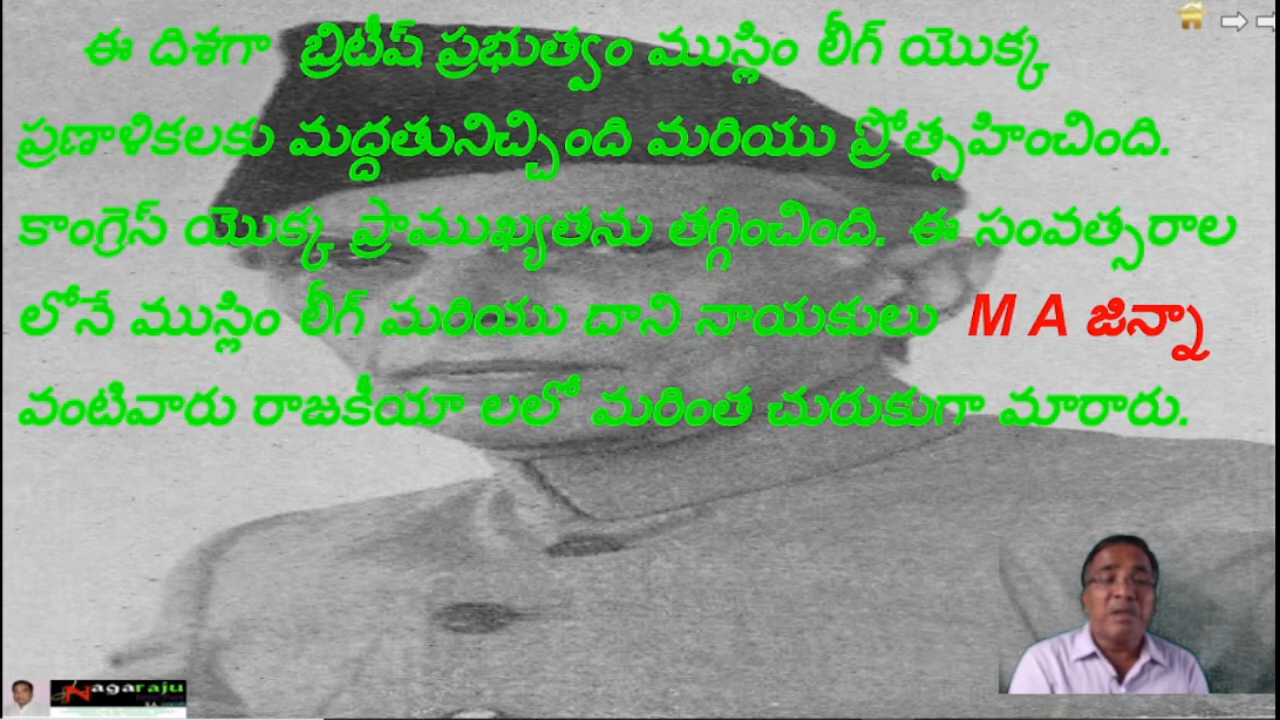 ఈ దిశగా బ్రిటీష్ ప్రభుత్వం ముస్లిం లీగ్ యొక్క
ప్రణాళికలకు మద్దతునిచ్చింది మరియు ప్రోత్సహించింది.
కాంగ్రెస్ యొక్క ప్రాముఖ్యతను తగ్గించింది. ఈ సంవత్సరాల
లోనే ముస్లిం లీగ్ మరియు దాని నాయకులు M A జిన్నా
వంటివారు రాజకీయా లలో మరింత చురుకుగా మారారు.
Nagaraju